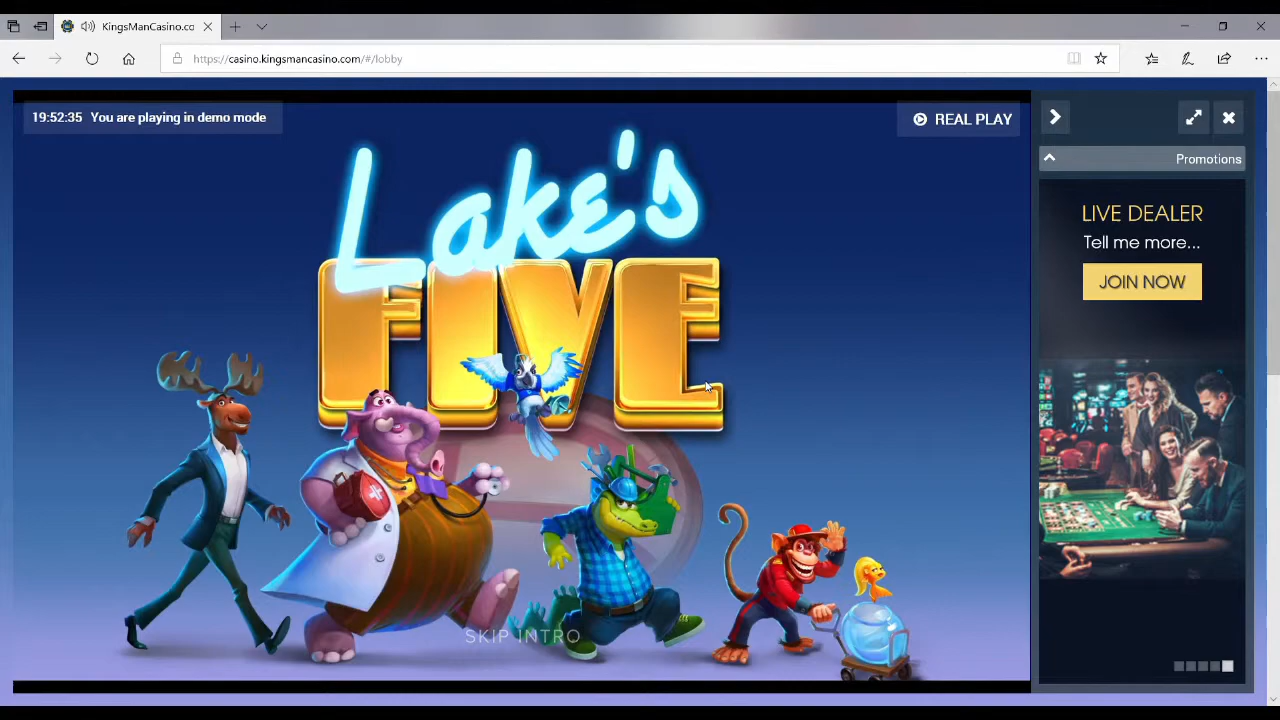 KingsManCasino.co
https://casino.kingsmancasino.com/#/lobby
19:52:35 You are playing in demo mode
REAL PLAY
Promotions
Lake's
FIVE
SKIP INTRO
LIVE DEALER
Tell me more...
JOIN NOW